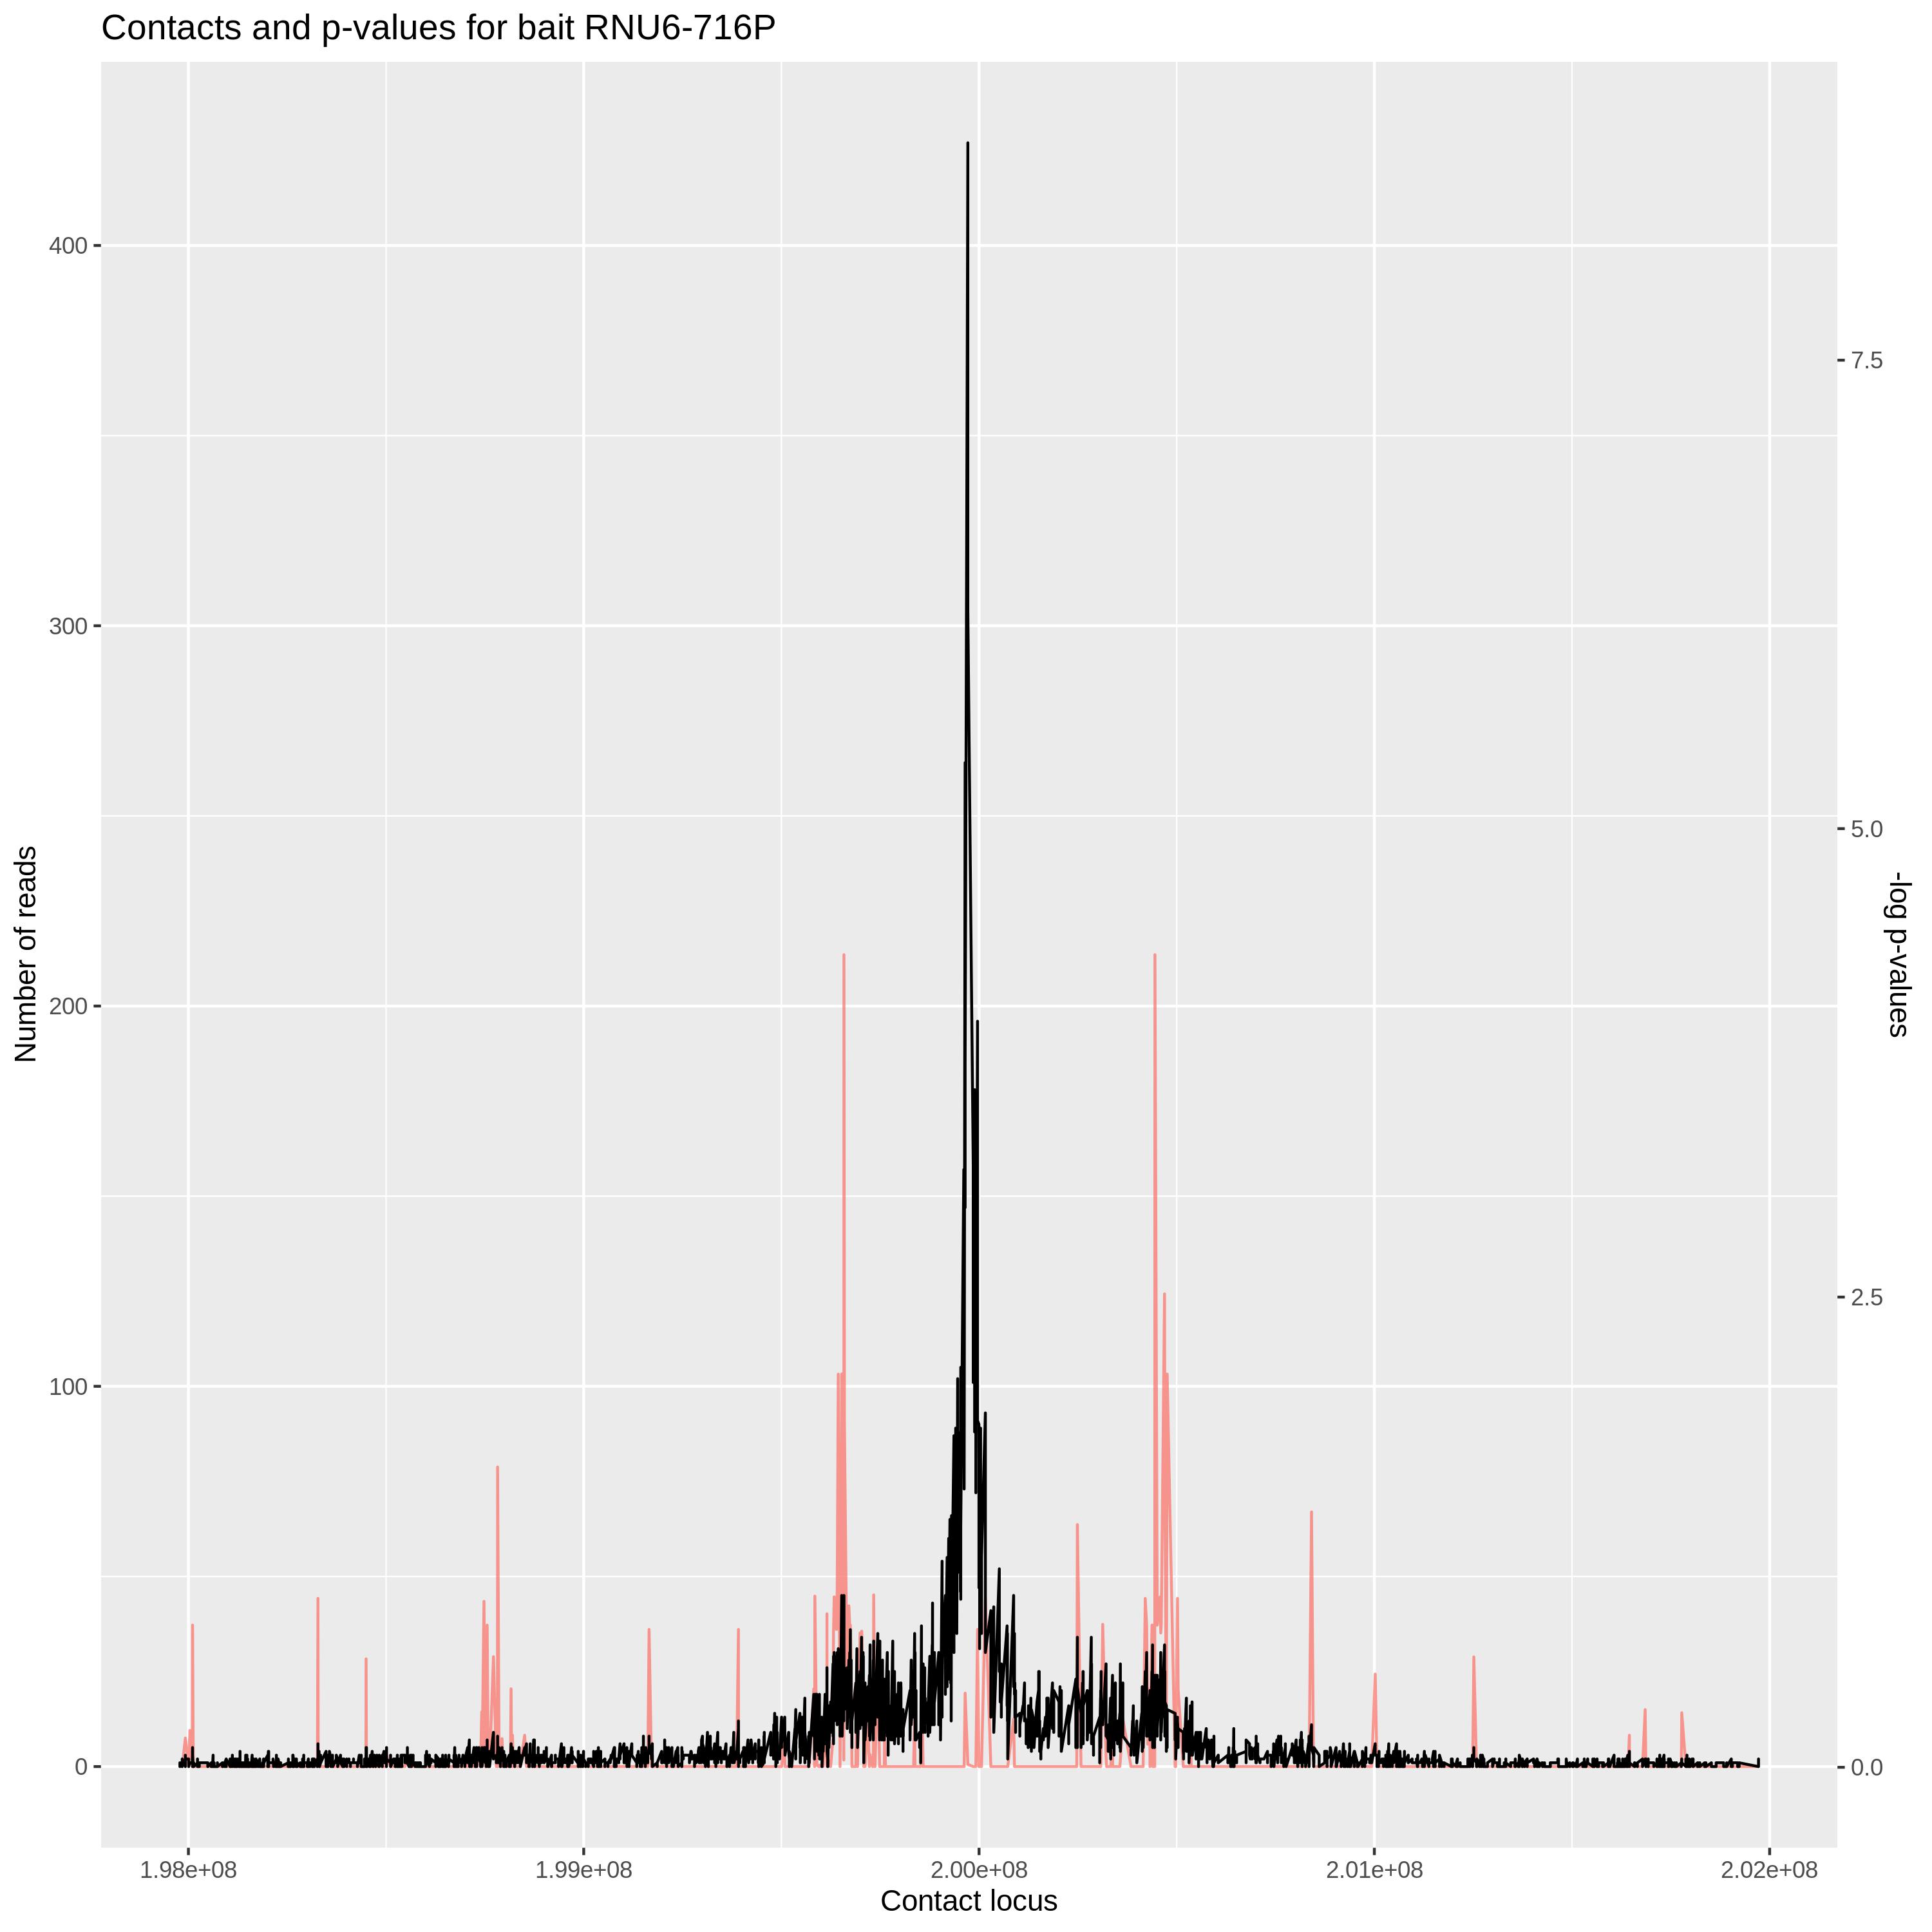 Contacts and p-values for bait RNU6-716P
400
300
200
100
0
Number of reads
7.5
5.0
2.5
0.0
-log p-values
1.98e+08
1.99e+08
2.00e+08
2.01e+08
2.02e+08
Contact locus